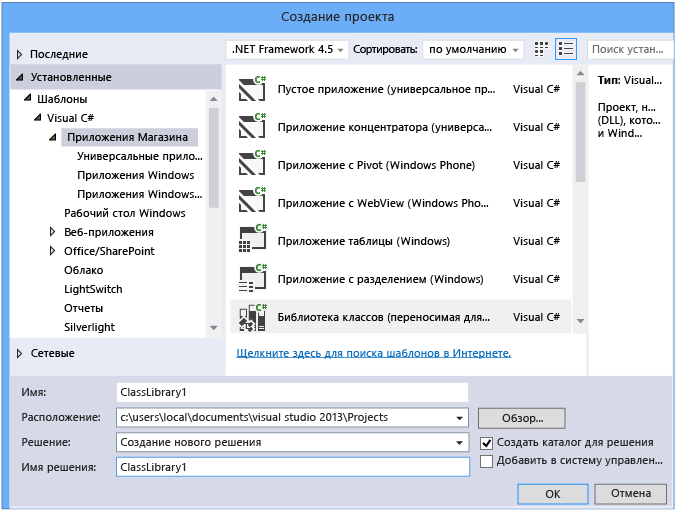 Создание проекта
Последние
Установленные
Шаблоны
Visual C#
Приложения Магазина
Универсальные прило...
Приложения Windows
Приложения Windows...
Рабочий стол Windows
Веб-приложения
Office/SharePoint
Облако
LightSwitch
Отчеты
Silverlight
Сетевые
.NET Framework 4.5 Сортировать: по умолчанию
Поиск устан...
C# Пустое приложение (универсальное пр... Visual C#
C# Приложение концентратора (универса... Visual C#
C# Приложение с Pivot (Windows Phone) Visual C#
C# Приложение с WebView (Windows Pho... Visual C#
C# Приложение таблицы (Windows) Visual C#
C# Приложение с разделением (Windows) Visual C#
C# Библиотека классов (переносимая для... Visual C#
Щелкните здесь для поиска шаблонов в Интернете.
Тип: Visual...
Проект, н...
(DLL), кото...
и Wind...
Имя: ClassLibrary1
Расположение: c:\users\local\documents\visual studio 2013\Projects Обзор...
Решение: Создание нового решения
Создать каталог для решения
Имя решения: ClassLibrary1
Добавить в систему управлен...
OK Отмена